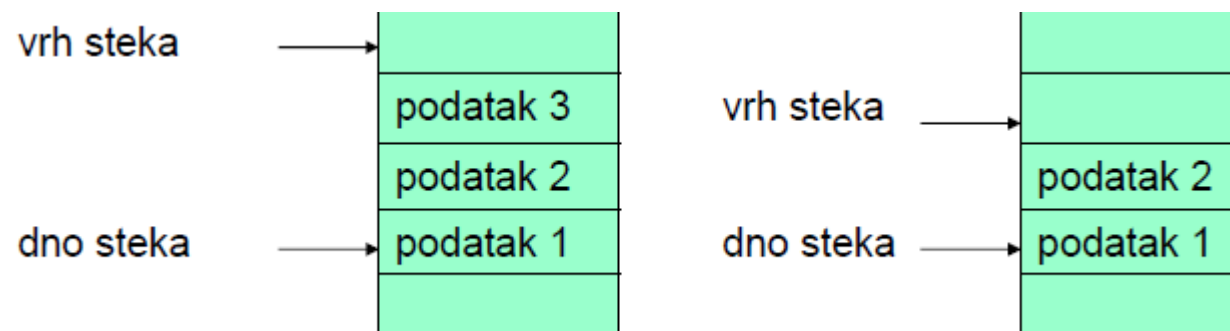 vrh steka
podatak 3
podatak 2
dno steka
podatak 1
vrh steka
podatak 2
dno steka
podatak 1